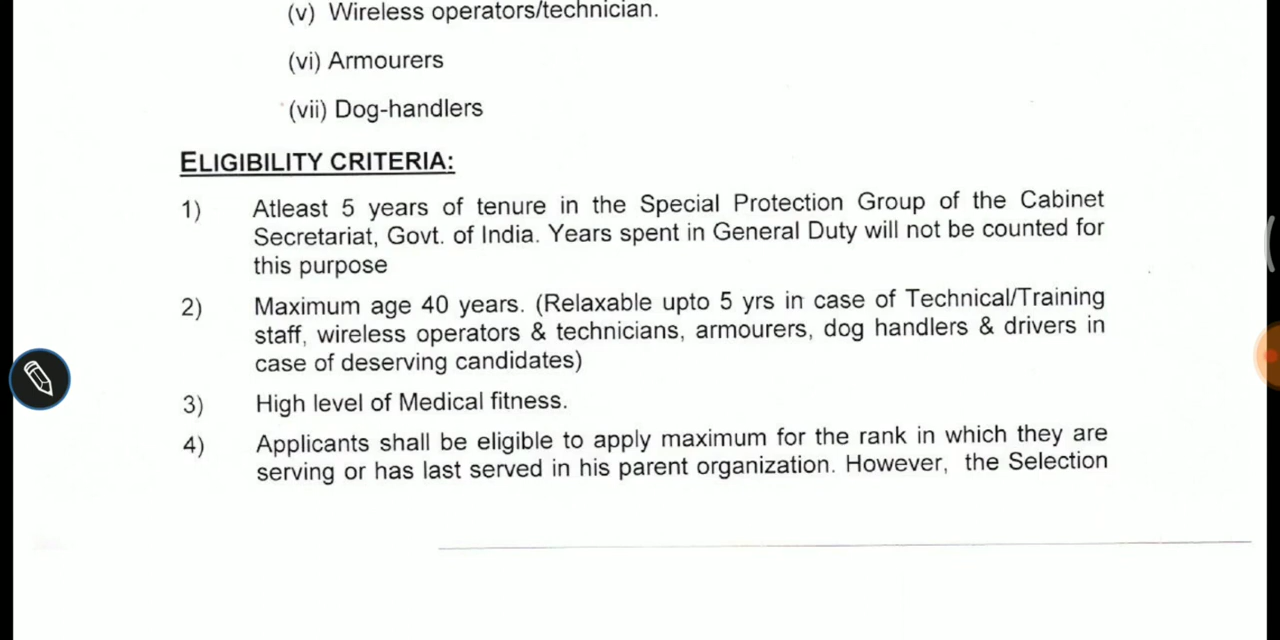 (v) Wireless operators/technician.
(vi) Armourers
(vii) Dog-handlers
ELIGIBILITY CRITERIA:
1) Atleast 5 years of tenure in the Special Protection Group of the Cabinet
Secretariat, Govt. of India. Years spent in General Duty will not be counted for
this purpose
2) Maximum age 40 years. (Relaxable upto 5 yrs in case of Technical/Training
staff, wireless operators & technicians, armourers, dog handlers & drivers in
case of deserving candidates)
3) High level of Medical fitness.
4) Applicants shall be eligible to apply maximum for the rank in which they are
serving or has last served in his parent organization. However, the Selection